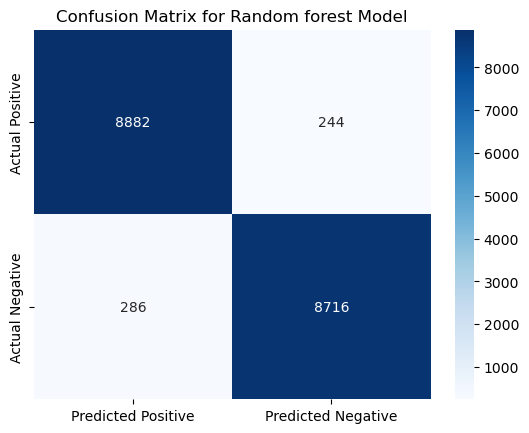 Confusion Matrix for Random forest Model
Actual Positive
8882
244
Actual Negative
286
8716
Predicted Positive
Predicted Negative
8000
7000
6000
5000
4000
3000
2000
1000